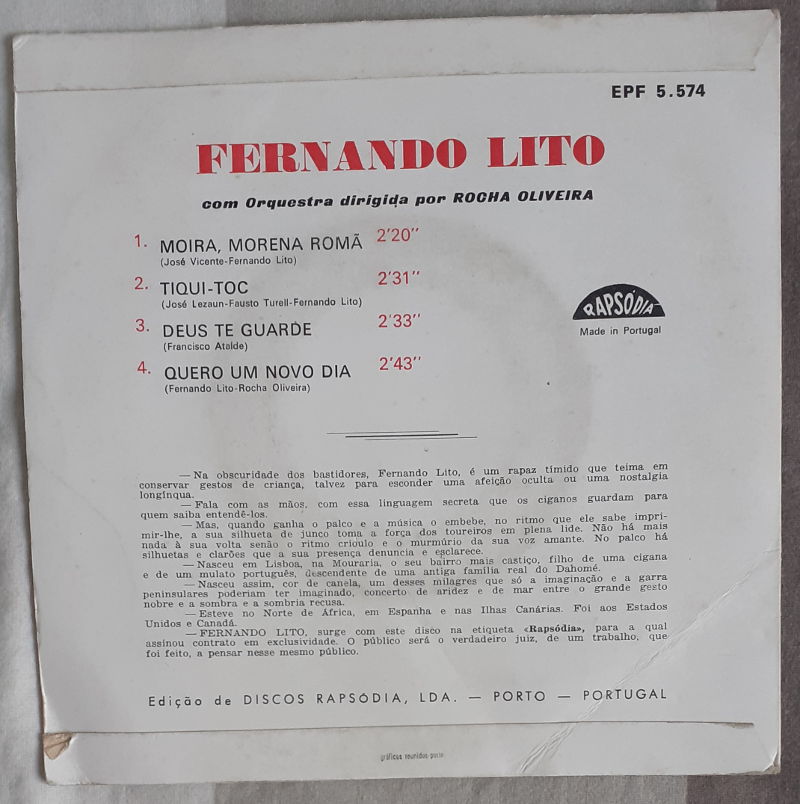 EPF 5.574
FERNANDO LITO
com Orquestra dirigida por ROCHA OLIVEIRA
1. MOIRA, MORENA ROMÃ 2'20''
(José Vicente-Fernando Lito)
2. TIQUI-TOC 2'31''
(José Lezaun-Fausto Turell-Fernando Lito)
3. DEUS TE GUARDE 2'33''
(Francisco Atalde)
4. QUERO UM NOVO DIA 2'43''
(Fernando Lito-Rocha Oliveira)
RAPSÓDIA
Made in Portugal
— Na obscuridade dos bastidores, Fernando Lito, é um rapaz tímido que teima em
conservar gestos de criança, talvez para esconder uma afeição oculta ou uma nostalgia
longínqua.
— Fala com as mãos, com essa linguagem secreta que os ciganos guardam para
quem saiba entendê-los.
— Mas, quando ganha o palco e a música o embebe, no ritmo que ele sabe impri-
mir-lhe, a sua silhueta de junco toma a força dos toureiros em plena lide. Não há mais
nada à sua volta senão o ritmo crioulo e o murmúrio da sua voz amante. No palco há
silhuetas e clarões que a sua presença denuncia e esclarece.
— Nasceu em Lisboa, na Mouraria, o seu bairro mais castiço, filho de uma cigana
e de um mulato português, descendente de uma antiga família real do Dahomé.
— Nasceu assim, cor de canela, um desses milagres que só a imaginação e a garra
peninsulares poderiam ter imaginado, concerto de aridez e de mar entre o grande gesto
nobre e a sombra e a sombria recusa.
— Esteve no Norte de África, em Espanha e nas Ilhas Canárias. Foi aos Estados
Unidos e Canadá.
— FERNANDO LITO, surge com este disco na etiqueta «Rapsódia», para a qual
assinou contrato em exclusividade. O público será o verdadeiro juiz, de um trabalho, que
foi feito, a pensar nesse mesmo público.
Edição de DISCOS RAPSÓDIA, LDA. — PORTO — PORTUGAL
gráficos reunidos-porto